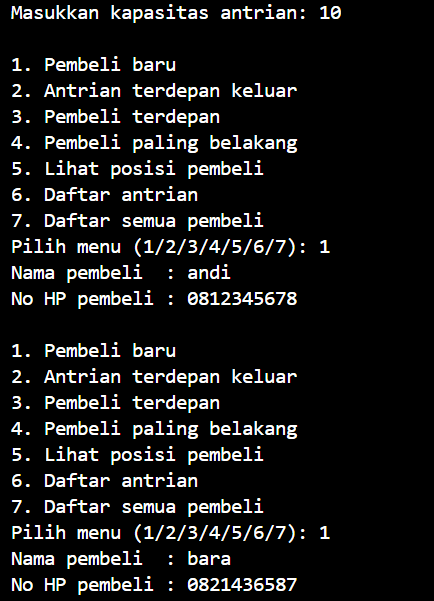 Masukkan kapasitas antrian: 10
1. Pembeli baru
2. Antrian terdepan keluar
3. Pembeli terdepan
4. Pembeli paling belakang
5. Lihat posisi pembeli
6. Daftar antrian
7. Daftar semua pembeli
Pilih menu (1/2/3/4/5/6/7): 1
Nama pembeli  : andi
No HP pembeli : 0812345678
1. Pembeli baru
2. Antrian terdepan keluar
3. Pembeli terdepan
4. Pembeli paling belakang
5. Lihat posisi pembeli
6. Daftar antrian
7. Daftar semua pembeli
Pilih menu (1/2/3/4/5/6/7): 1
Nama pembeli  : bara
No HP pembeli : 0821436587